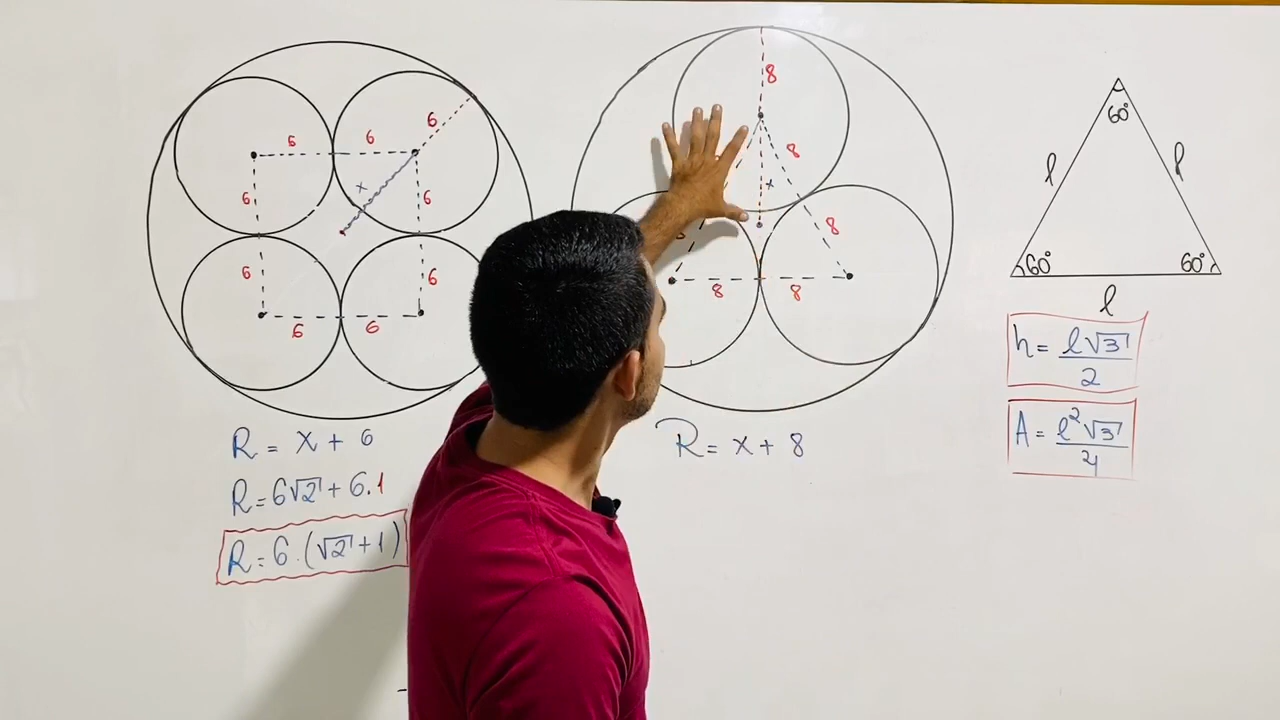 6 6 6
6 x 6
6 6
6 6
R = x + 6
R = 6√2 + 6.1
R = 6.(√2 + 1)
8
8
x
8
8 8
R = x + 8
60°
l l
60° 60°
l
h = l√3/2
A = l²√3/4